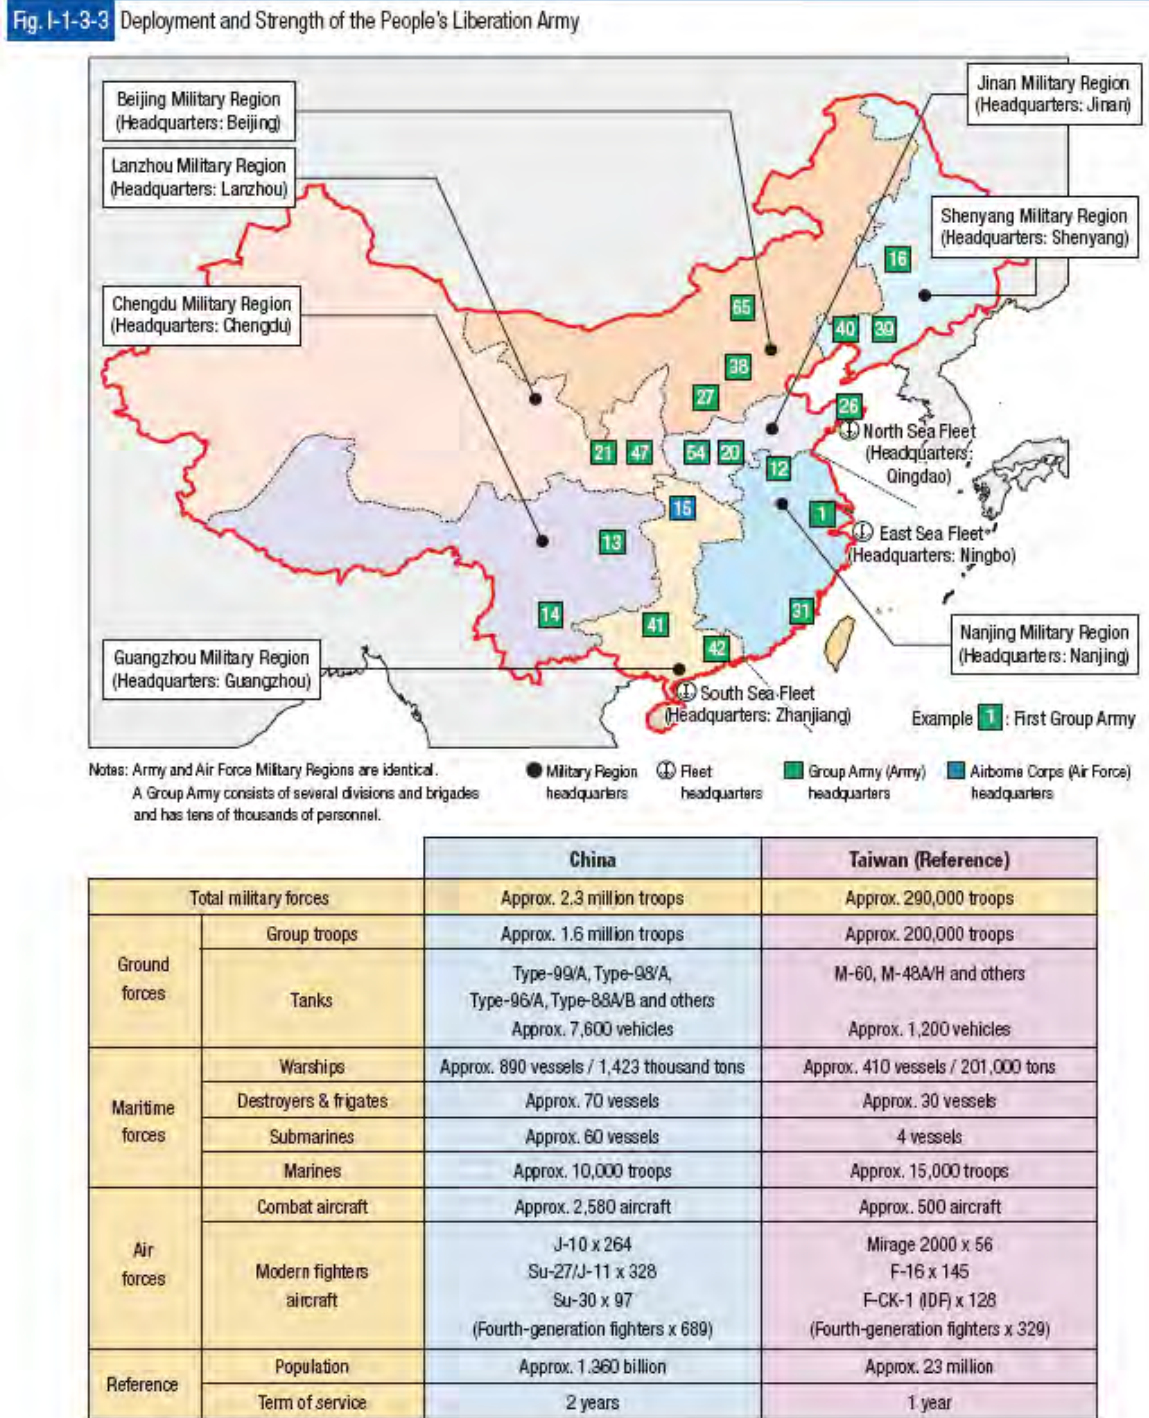 Fig. I-1-3-3 Deployment and Strength of the People's Liberation Army
Beijing Military Region
(Headquarters: Beijing)
Jinan Military Region
(Headquarters: Jinan)
Lanzhou Military Region
(Headquarters: Lanzhou)
Shenyang Military Region
(Headquarters: Shenyang)
16
Chengdu Military Region
(Headquarters: Chengdu)
65
40 39
38
27
26
North Sea Fleet
(Headquarters:
Qingdao)
21 47 54 20
12
15
1
East Sea Fleet
(Headquarters: Ningbo)
13
14
41
31
42
Nanjing Military Region
(Headquarters: Nanjing)
Guangzhou Military Region
(Headquarters: Guangzhou)
South Sea Fleet
(Headquarters: Zhanjiang)
Example 1 : First Group Army
Notes: Army and Air Force Military Regions are identical.
A Group Army consists of several divisions and brigades
and has tens of thousands of personnel.
Military Region
headquarters
Fleet
headquarters
Group Army (Army)
headquarters
Airborne Corps (Air Force)
headquarters
China Taiwan (Reference)
Total military forces Approx. 2.3 million troops Approx. 290,000 troops
Ground
forces
Group troops Approx. 1.6 million troops Approx. 200,000 troops
Tanks
Type-99/A, Type-98/A,
Type-96/A, Type-88A/B and others
Approx. 7,600 vehicles
M-60, M-48A/H and others
Approx. 1,200 vehicles
Maritime
forces
Warships Approx. 890 vessels / 1,423 thousand tons Approx. 410 vessels / 201,000 tons
Destroyers & frigates Approx. 70 vessels Approx. 30 vessels
Submarines Approx. 60 vessels 4 vessels
Marines Approx. 10,000 troops Approx. 15,000 troops
Air
forces
Combat aircraft Approx. 2,580 aircraft Approx. 500 aircraft
Modern fighters
aircraft
J-10 x 264
Su-27/J-11 x 328
Su-30 x 97
(Fourth-generation fighters x 689)
Mirage 2000 x 56
F-16 x 145
F-CK-1 (IDF) x 128
(Fourth-generation fighters x 329)
Reference
Population Approx. 1.360 billion Approx. 23 million
Term of service 2 years 1 year